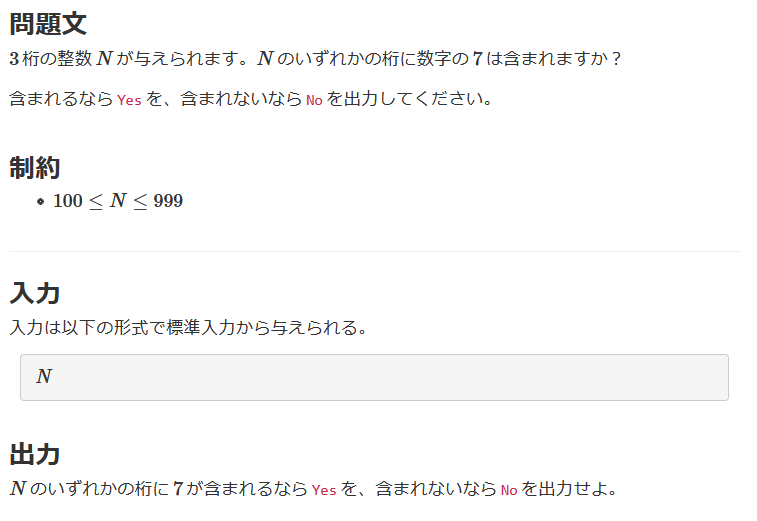 問題文
3 桁の整数 N が与えられます。N のいずれかの桁に数字の 7 は含まれますか？
含まれるなら Yes を、含まれないなら No を出力してください。
制約
100 ≤ N ≤ 999
入力
入力は以下の形式で標準入力から与えられる。
N
出力
N のいずれかの桁に 7 が含まれるなら Yes を、含まれないなら No を出力せよ。